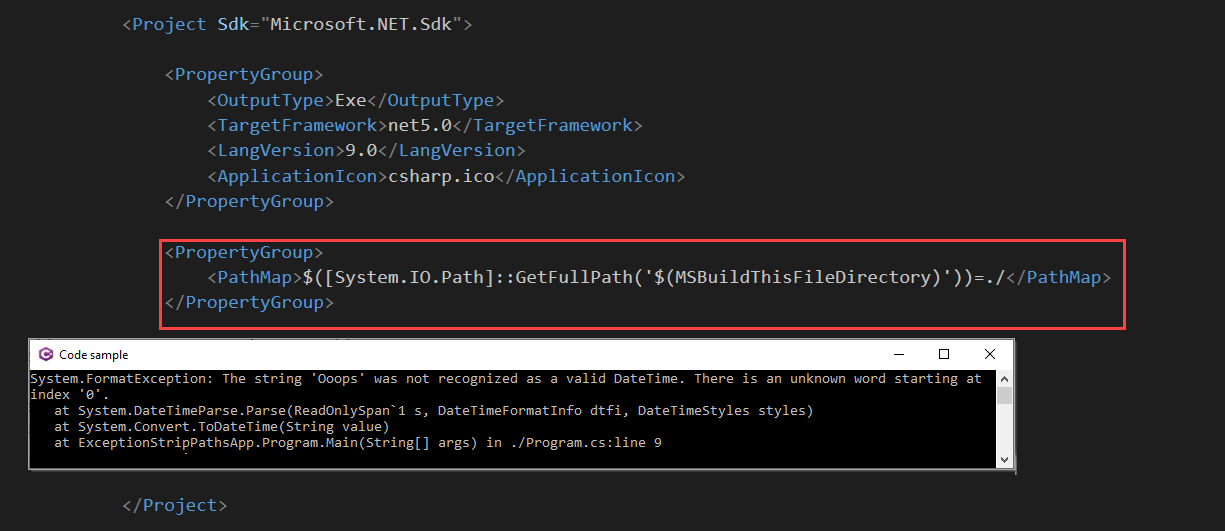 <Project Sdk="Microsoft.NET.Sdk">
<PropertyGroup>
<OutputType>Exe</OutputType>
<TargetFramework>net5.0</TargetFramework>
<LangVersion>9.0</LangVersion>
<ApplicationIcon>csharp.ico</ApplicationIcon>
</PropertyGroup>
<PropertyGroup>
<PathMap>$([System.IO.Path]::GetFullPath('$(MSBuildThisFileDirectory)'))=./</PathMap>
</PropertyGroup>
Code sample
System.FormatException: The string 'Ooops' was not recognized as a valid DateTime. There is an unknown word starting at
index '0'.
at System.DateTimeParse.Parse(ReadOnlySpan`1 s, DateTimeFormatInfo dtfi, DateTimeStyles styles)
at System.Convert.ToDateTime(String value)
at ExceptionStripPathsApp.Program.Main(String[] args) in ./Program.cs:line 9
</Project>